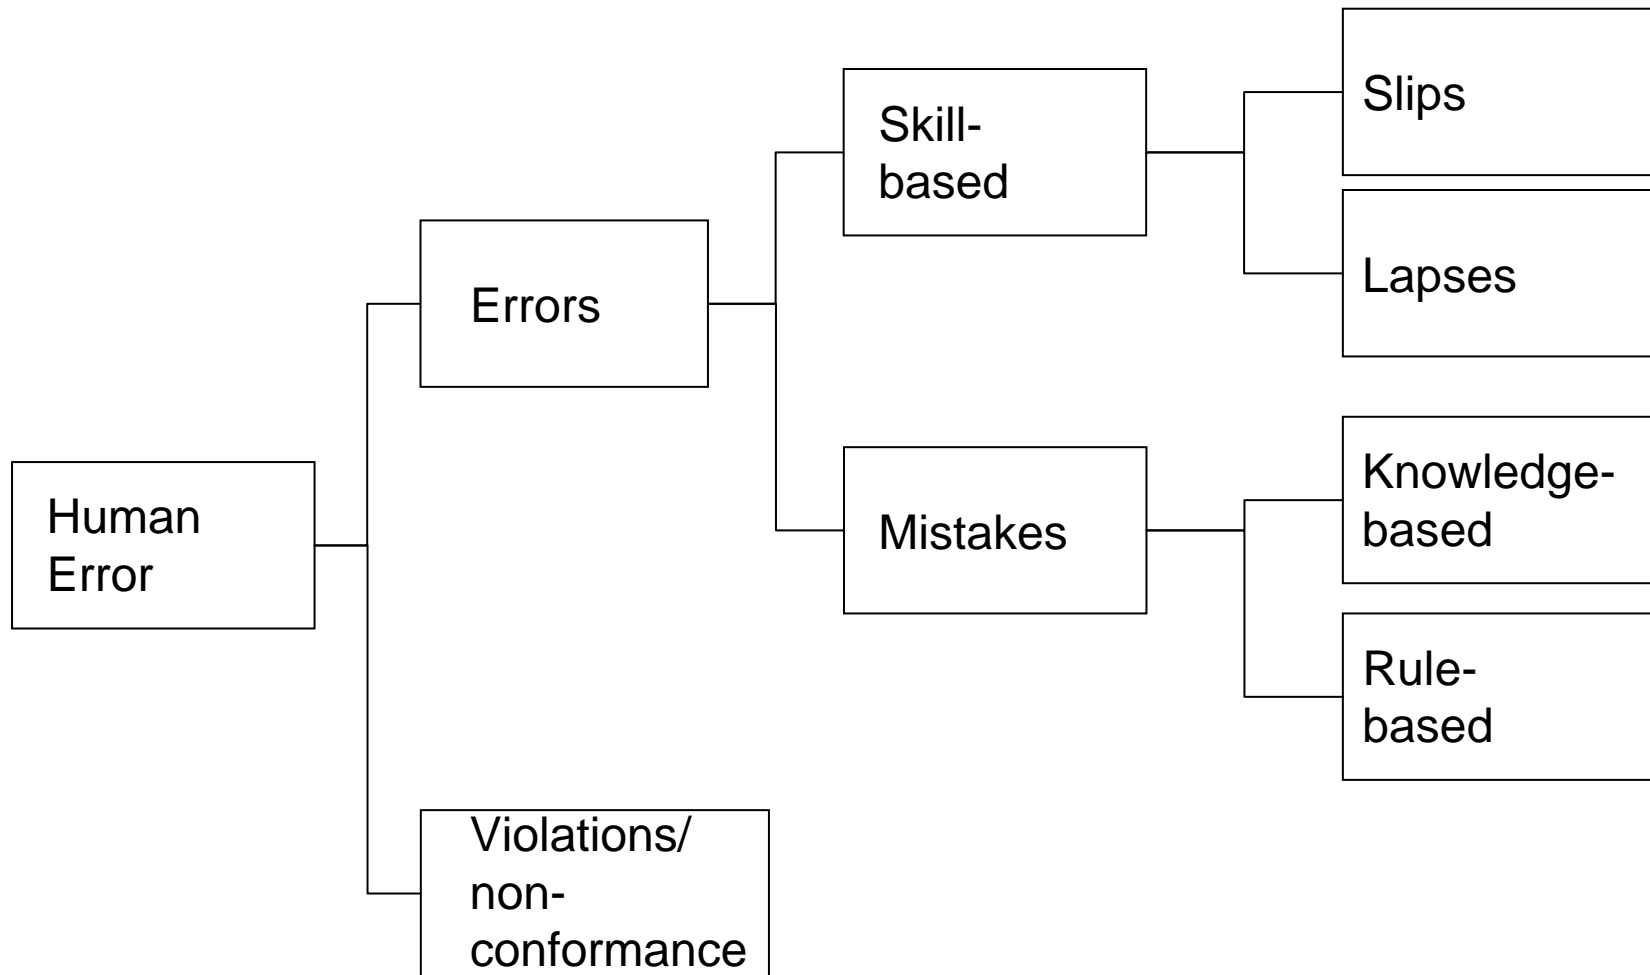 Human
Error
Errors
Violations/
non-
conformance
Skill-
based
Mistakes
Slips
Lapses
Knowledge-
based
Rule-
based